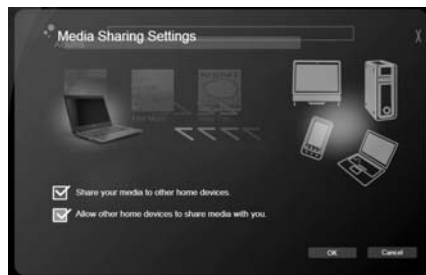 Media Sharing Settings
X
Share your media to other home devices.
Allow other home devices to share media with you.
OK
Cancel